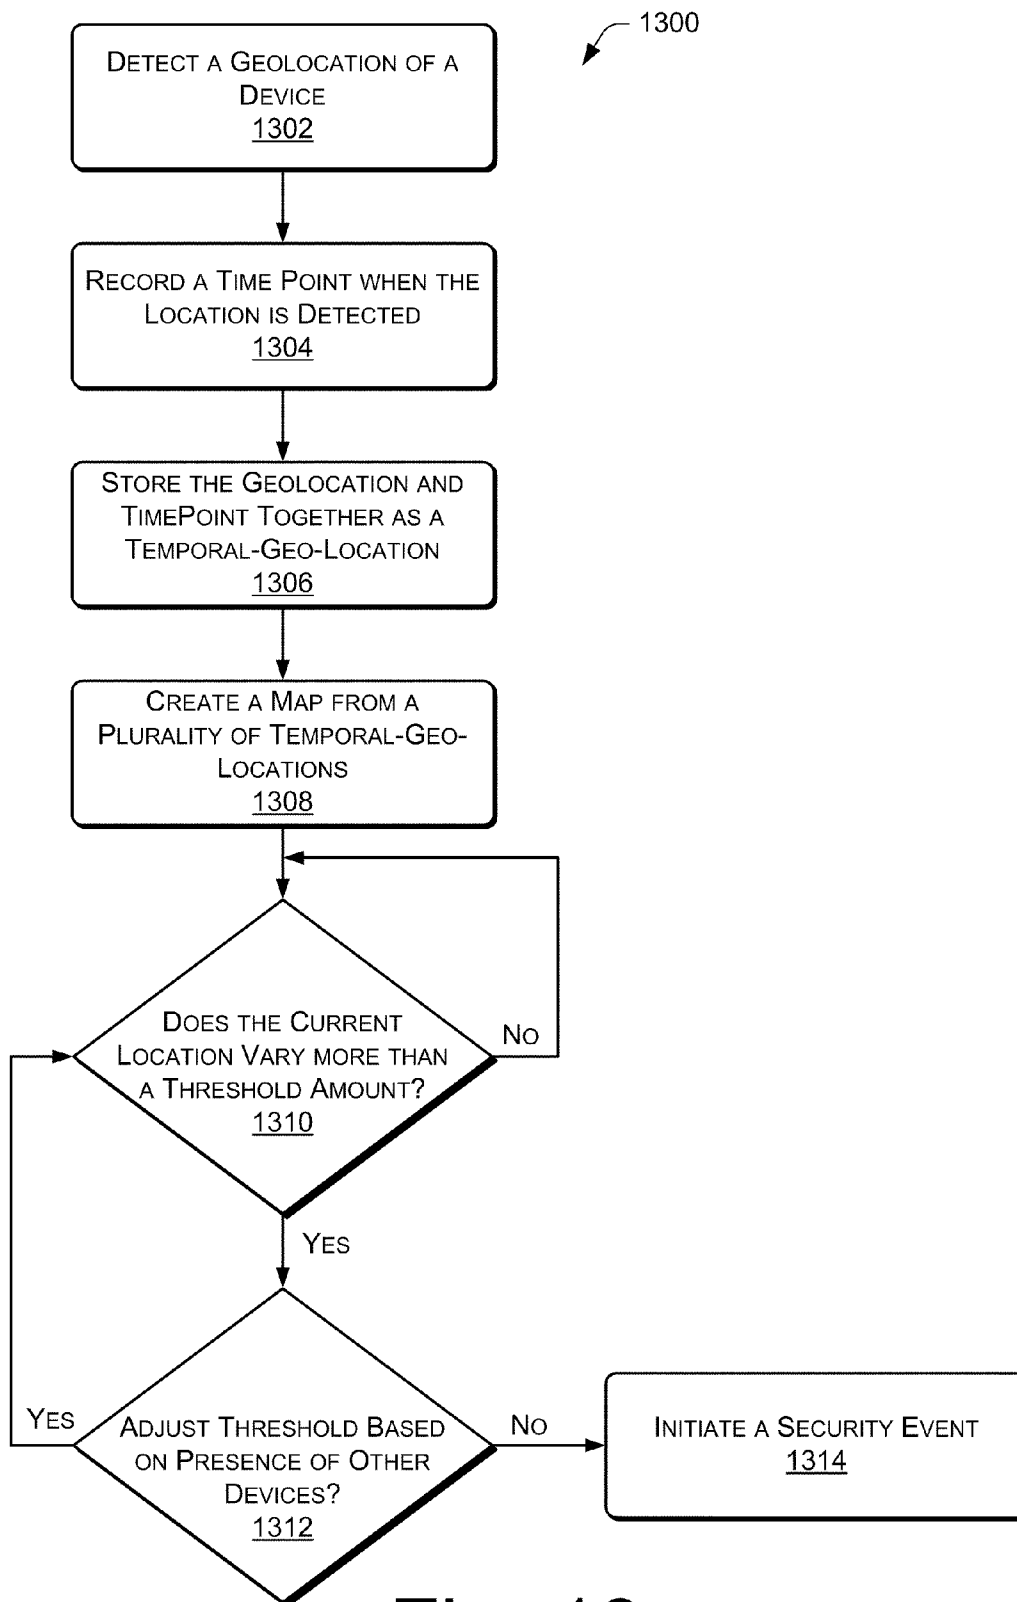 1300
DETECT A GEOLOCATION OF A
DEVICE
1302
RECORD A TIME POINT WHEN THE
LOCATION IS DETECTED
1304
STORE THE GEOLOCATION AND
TIMEPOINT TOGETHER AS A
TEMPORAL-GEO-LOCATION
1306
CREATE A MAP FROM A
PLURALITY OF TEMPORAL-GEO-
LOCATIONS
1308
DOES THE CURRENT
LOCATION VARY MORE THAN
A THRESHOLD AMOUNT?
1310
NO
YES
ADJUST THRESHOLD BASED
ON PRESENCE OF OTHER
DEVICES?
1312
YES
NO
INITIATE A SECURITY EVENT
1314